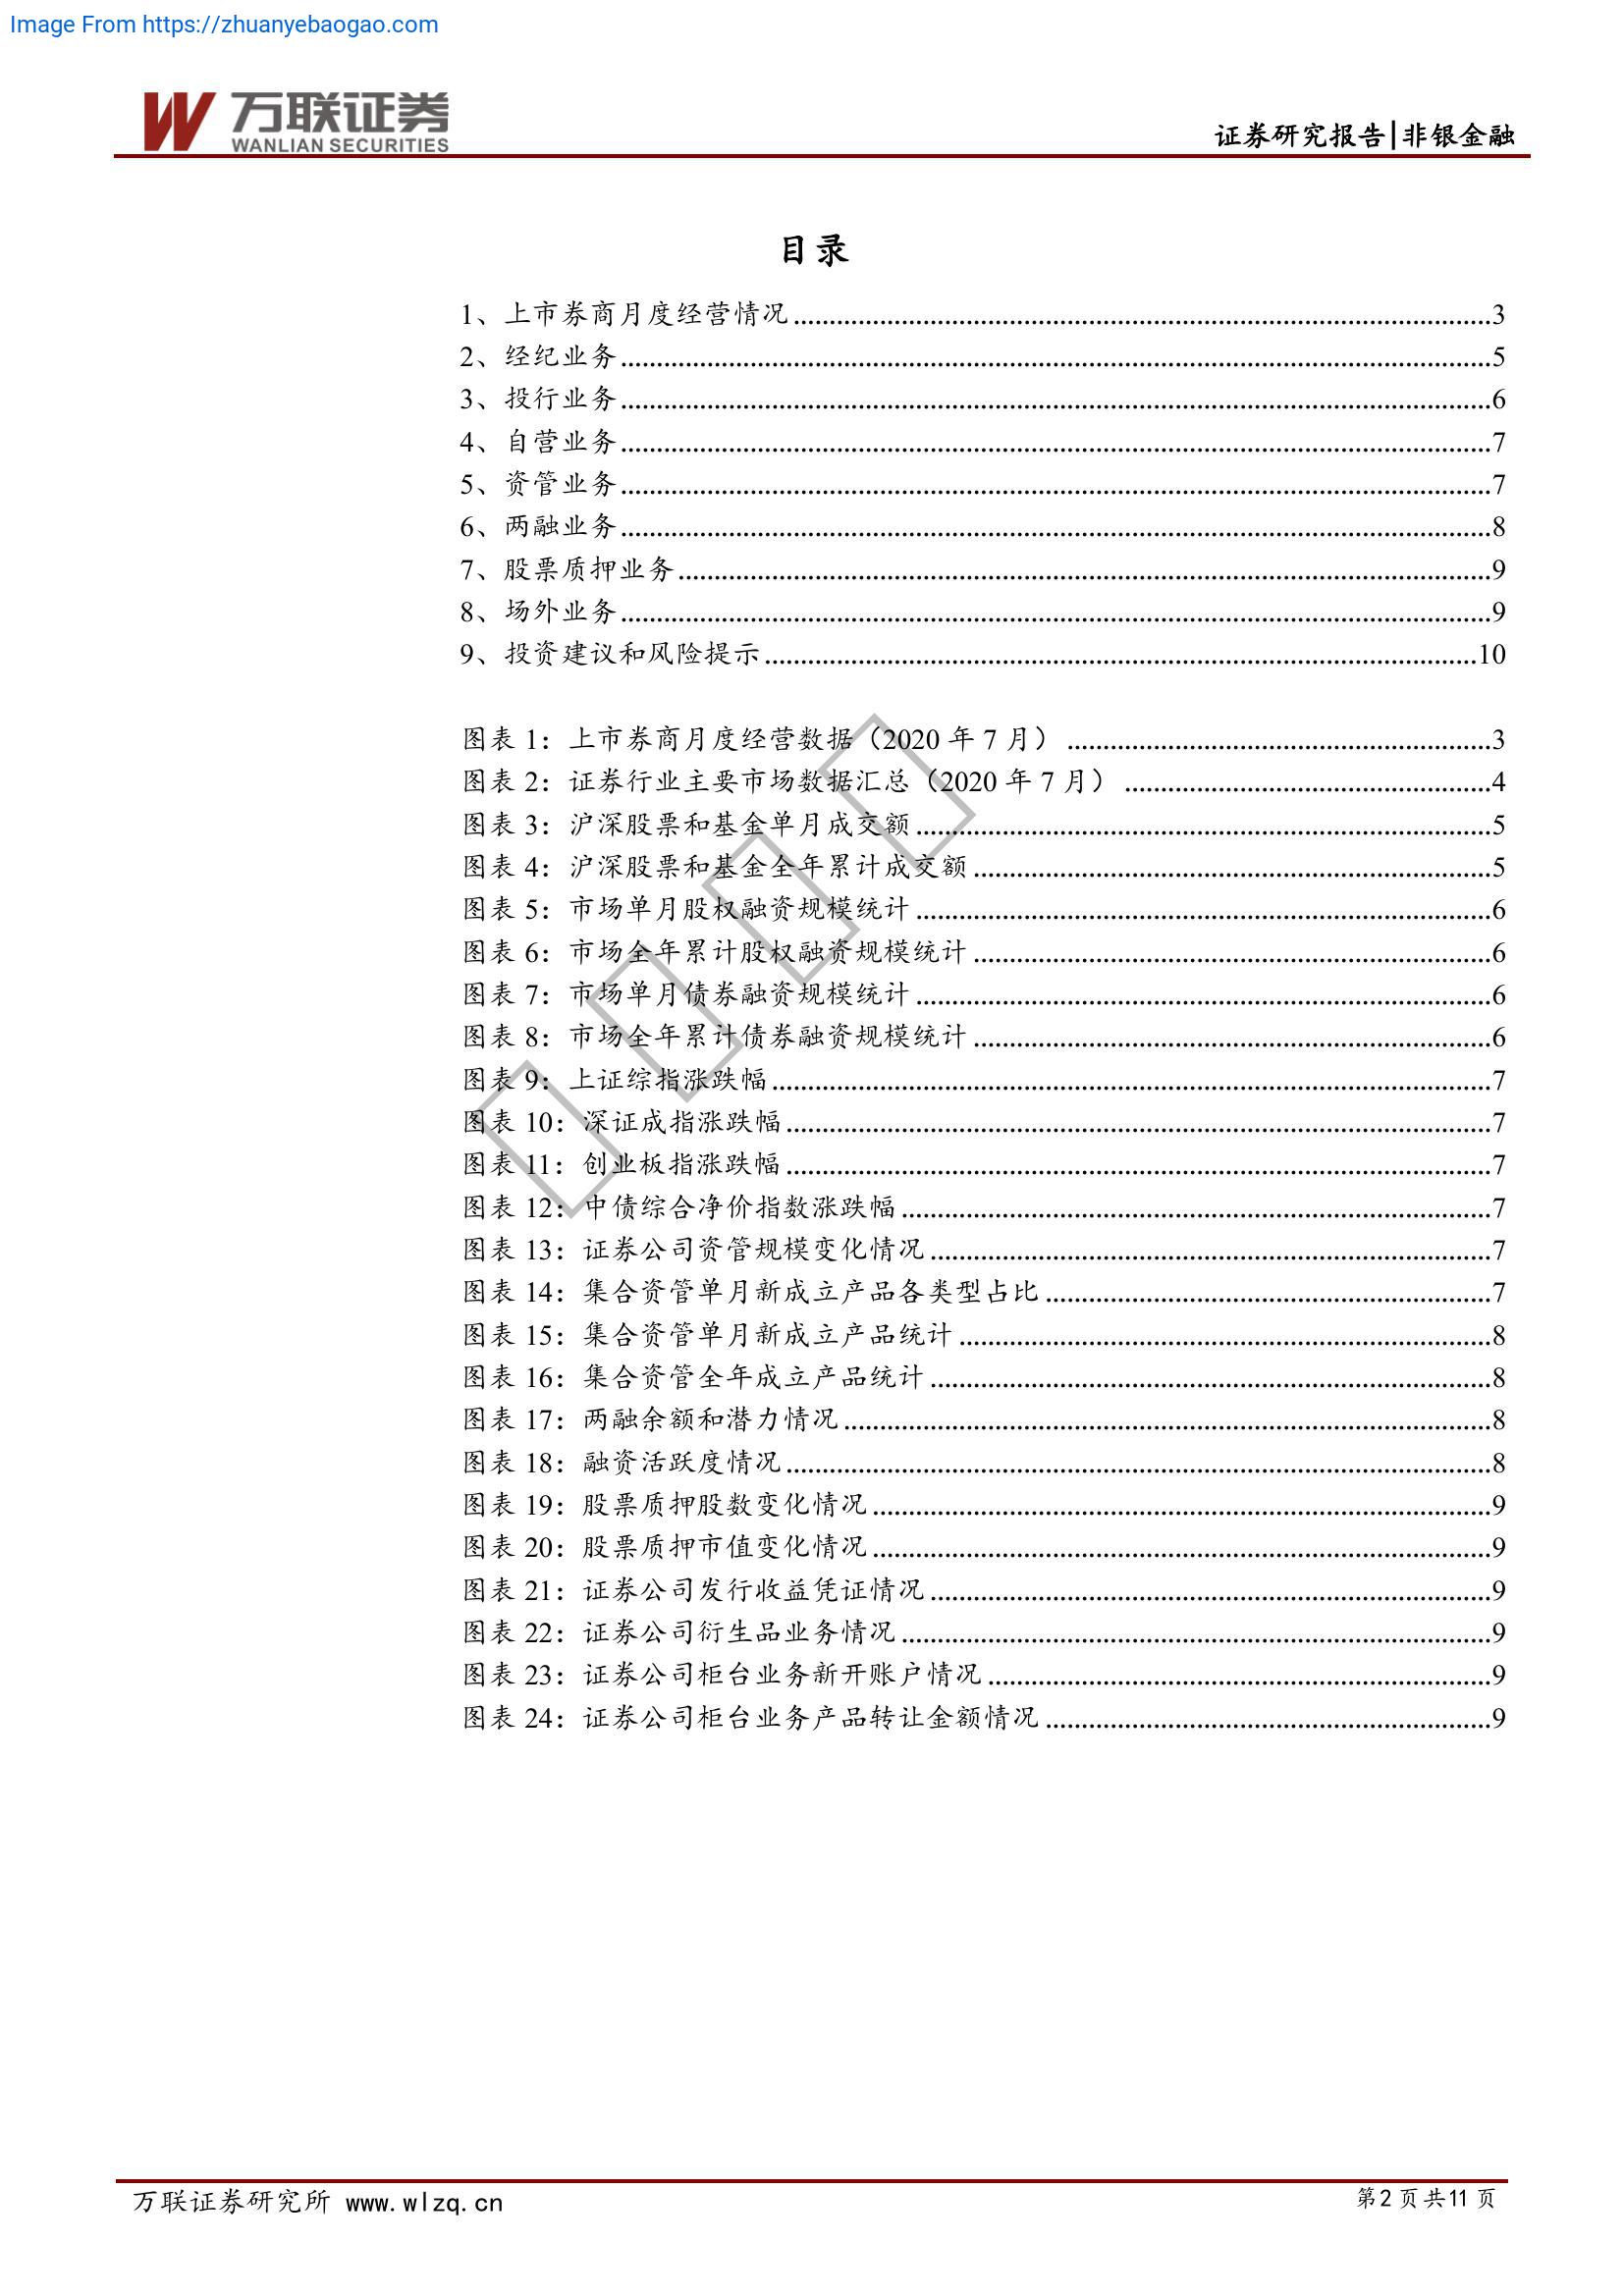 Image From https://zhuanyebaogao.com
万联证券
WANLIAN SECURITIES
证券研究报告|非银金融
目录
1、上市券商月度经营情况 3
2、经纪业务 5
3、投行业务 6
4、自营业务 7
5、资管业务 7
6、两融业务 8
7、股票质押业务 9
8、场外业务 9
9、投资建议和风险提示 10
图表 1：上市券商月度经营数据（2020 年 7 月） 3
图表 2：证券行业主要市场数据汇总（2020 年 7 月） 4
图表 3：沪深股票和基金单月成交额 5
图表 4：沪深股票和基金全年累计成交额 5
图表 5：市场单月股权融资规模统计 6
图表 6：市场全年累计股权融资规模统计 6
图表 7：市场单月债券融资规模统计 6
图表 8：市场全年累计债券融资规模统计 6
图表 9：上证综指涨跌幅 7
图表 10：深证成指涨跌幅 7
图表 11：创业板指涨跌幅 7
图表 12：中债综合净价指数涨跌幅 7
图表 13：证券公司资管规模变化情况 7
图表 14：集合资管单月新成立产品各类型占比 7
图表 15：集合资管单月新成立产品统计 8
图表 16：集合资管全年成立产品统计 8
图表 17：两融余额和潜力情况 8
图表 18：融资活跃度情况 8
图表 19：股票质押股数变化情况 9
图表 20：股票质押市值变化情况 9
图表 21：证券公司发行收益凭证情况 9
图表 22：证券公司衍生品业务情况 9
图表 23：证券公司柜台业务新开账户情况 9
图表 24：证券公司柜台业务产品转让金额情况 9
万联证券研究所 www.wlzq.cn
第2 页共11 页